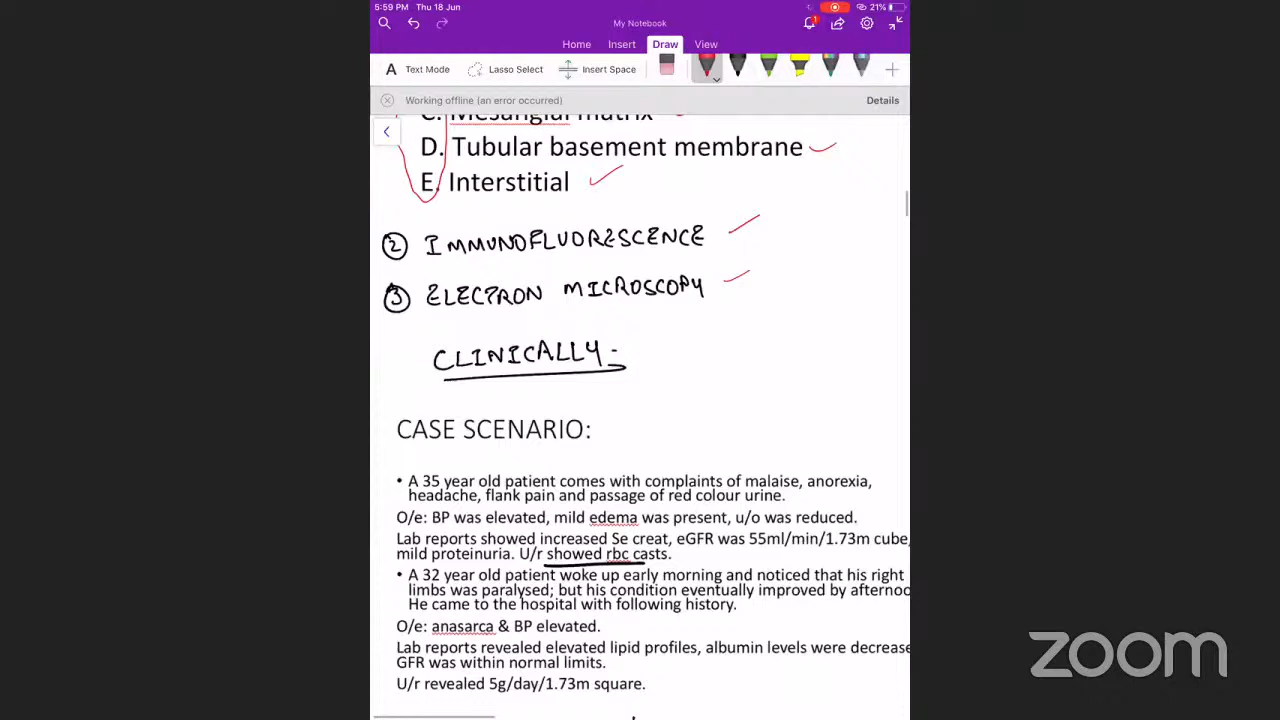 5:59 PM Thu 18 Jun
21%
My Notebook
1
Home Insert Draw View
A Text Mode Lasso Select Insert Space
Working offline (an error occurred) Details
C. Mesangial matrix
D. Tubular basement membrane
E. Interstitial
2 IMMUNOFLUORESCENCE
3 ELECTRON MICROSCOPY
CLINICALLY :-
CASE SCENARIO:
• A 35 year old patient comes with complaints of malaise, anorexia,
headache, flank pain and passage of red colour urine.
O/e: BP was elevated, mild edema was present, u/o was reduced.
Lab reports showed increased Se creat, eGFR was 55ml/min/1.73m cube,
mild proteinuria. U/r showed rbc casts.
• A 32 year old patient woke up early morning and noticed that his right
limbs was paralysed; but his condition eventually improved by afternoo
He came to the hospital with following history.
O/e: anasarca & BP elevated.
Lab reports revealed elevated lipid profiles, albumin levels were decrease
GFR was within normal limits.
U/r revealed 5g/day/1.73m square.
zoom